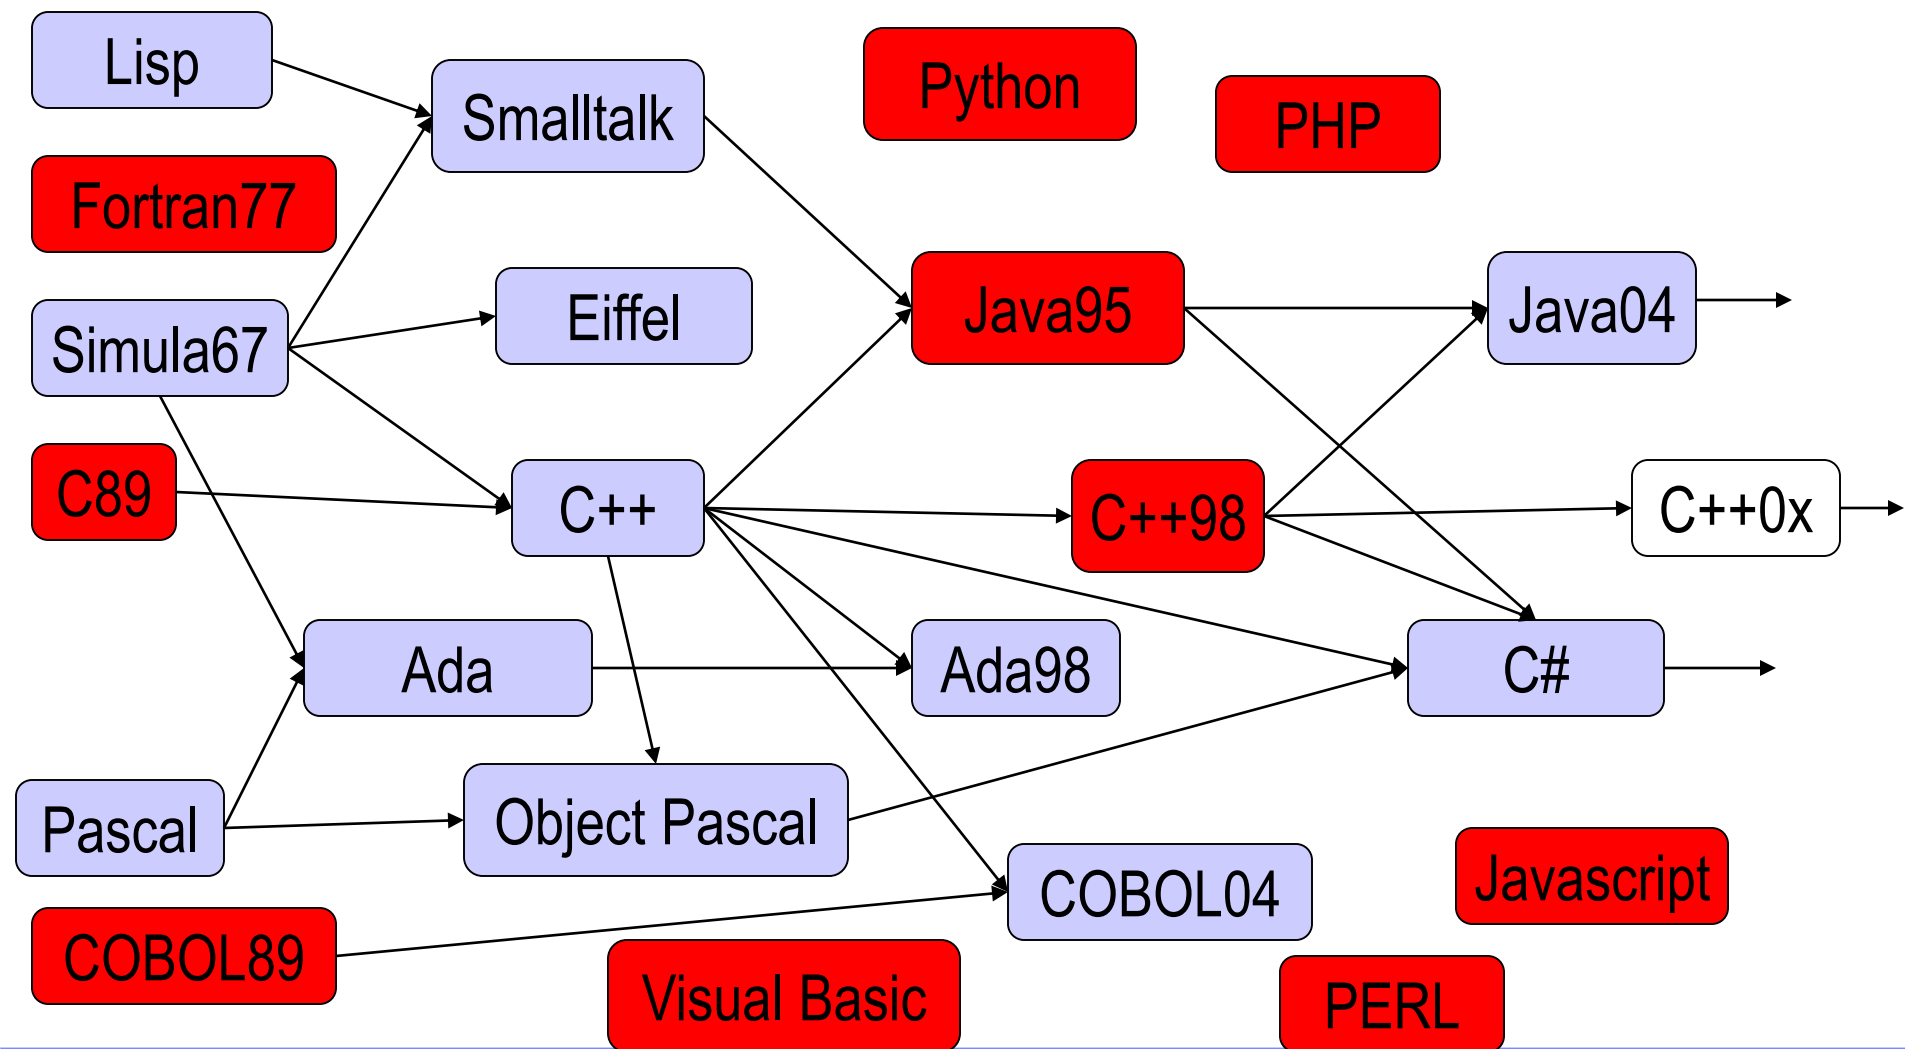 Lisp
Smalltalk
Python
PHP
Fortran77
Eiffel
Java95
Java04
Simula67
C89
C++
C++98
C++0x
Ada
Ada98
C#
Pascal
Object Pascal
COBOL04
Javascript
COBOL89
Visual Basic
PERL